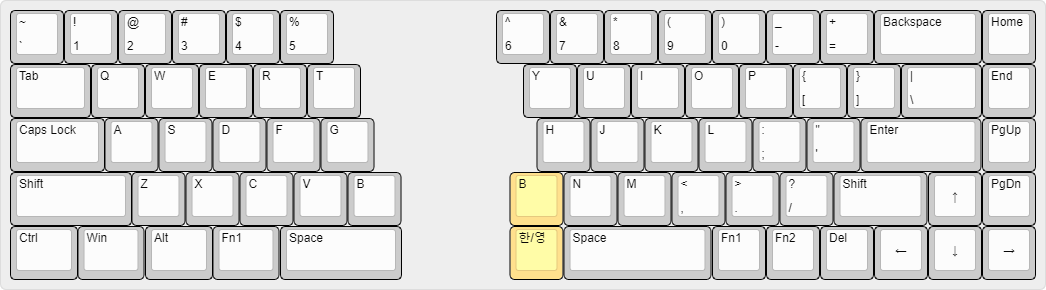 ~ ! @ # $ % ^ & * ( ) _ + Backspace Home
` 1 2 3 4 5 6 7 8 9 0 - =
Tab Q W E R T Y U I O P { } | End
[ ] \
Caps Lock A S D F G H J K L : " Enter PgUp
; '
Shift Z X C V B B N M < > ? Shift ↑ PgDn
, . /
Ctrl Win Alt Fn1 Space 한/영 Space Fn1 Fn2 Del ← ↓ →